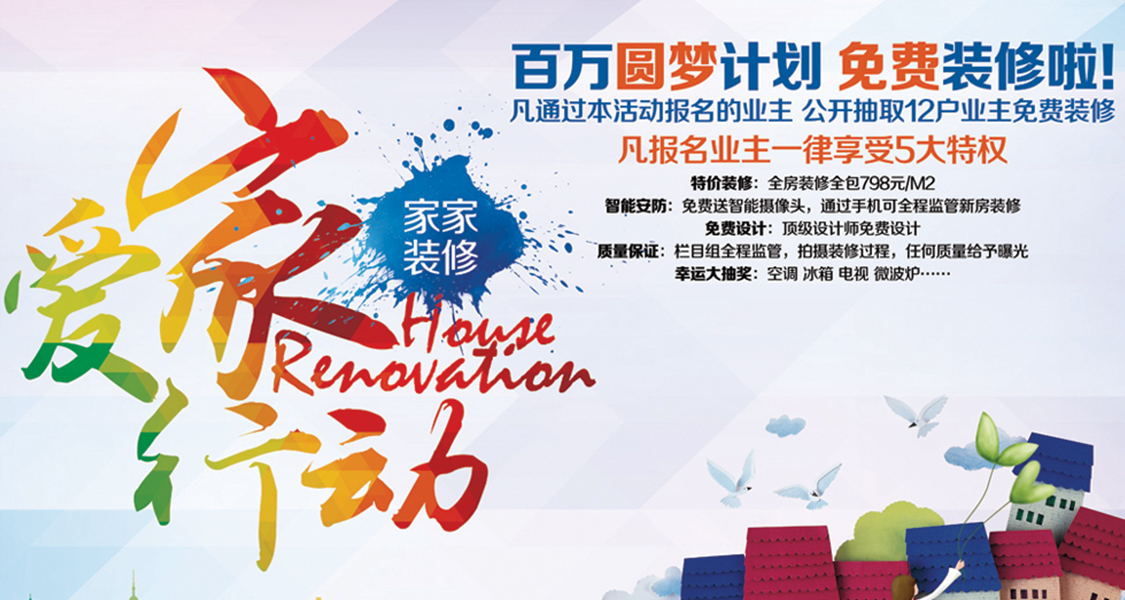 爱家
行动
家家
装修
House
Renovation
百万圆梦计划 免费装修啦!
凡通过本活动报名的业主 公开抽取12户业主免费装修
凡报名业主一律享受5大特权
特价装修：全房装修全包798元/M2
智能安防：免费送智能摄像头，通过手机可全程监管新房装修
免费设计：顶级设计师免费设计
质量保证：栏目组全程监管，拍摄装修过程，任何质量给予曝光
幸运大抽奖：空调 冰箱 电视 微波炉……